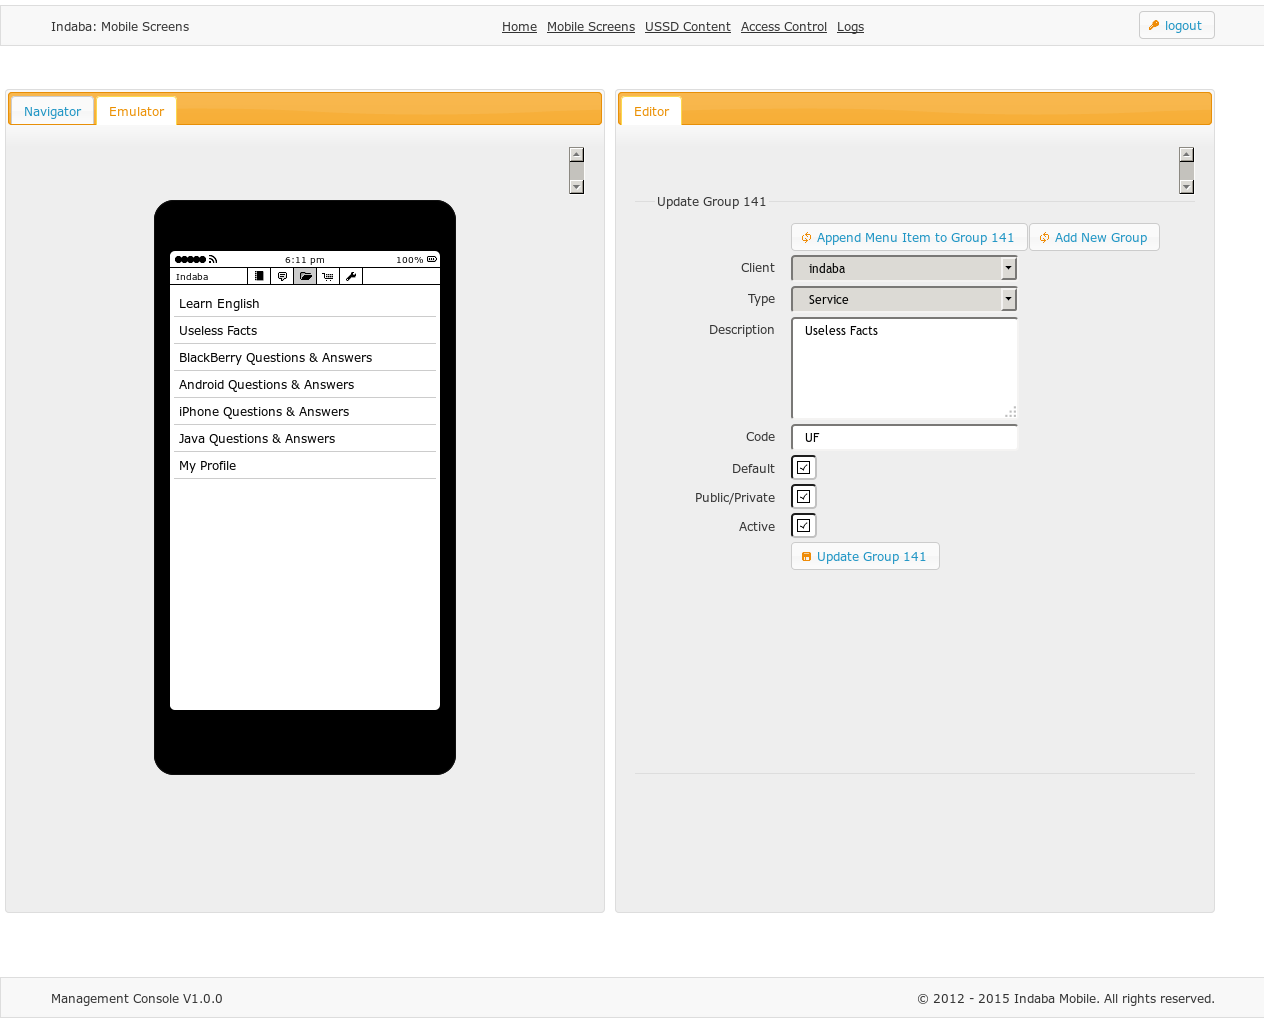 Indaba: Mobile Screens
Home Mobile Screens USSD Content Access Control Logs
logout
Navigator
Emulator
6:11 pm
100%
Indaba
Learn English
Useless Facts
BlackBerry Questions & Answers
Android Questions & Answers
iPhone Questions & Answers
Java Questions & Answers
My Profile
Editor
Update Group 141
Append Menu Item to Group 141
Add New Group
Client indaba
Type Service
Description Useless Facts
Code UF
Default
Public/Private
Active
Update Group 141
Management Console V1.0.0
© 2012 - 2015 Indaba Mobile. All rights reserved.